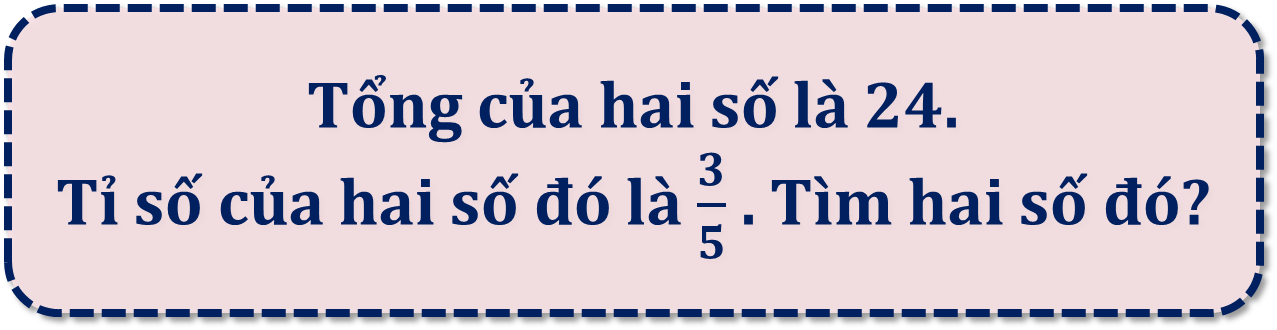 Tổng của hai số là 24.
Tỉ số của hai số đó là 3/5 . Tìm hai số đó?